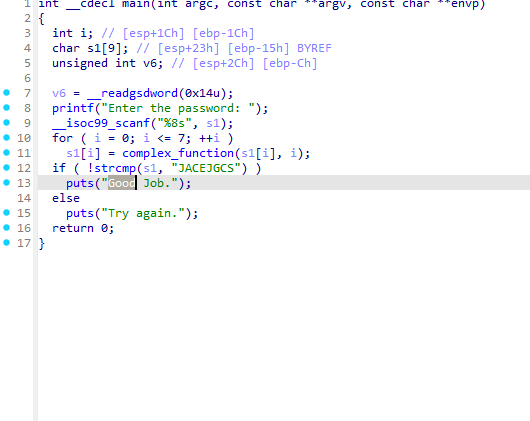 1 int __cdecl main(int argc, const char **argv, const char **envp)
2 {
3 int i; // [esp+1Ch] [ebp-1Ch]
4 char s1[9]; // [esp+23h] [ebp-15h] BYREF
5 unsigned int v6; // [esp+2Ch] [ebp-Ch]
6
7 v6 = __readgsdword(0x14u);
8 printf("Enter the password: ");
9 __isoc99_scanf("%8s", s1);
10 for ( i = 0; i <= 7; ++i )
11 s1[i] = complex_function(s1[i], i);
12 if ( !strcmp(s1, "JACEJGCS") )
13 puts("Good Job.");
14 else
15 puts("Try again.");
16 return 0;
17 }